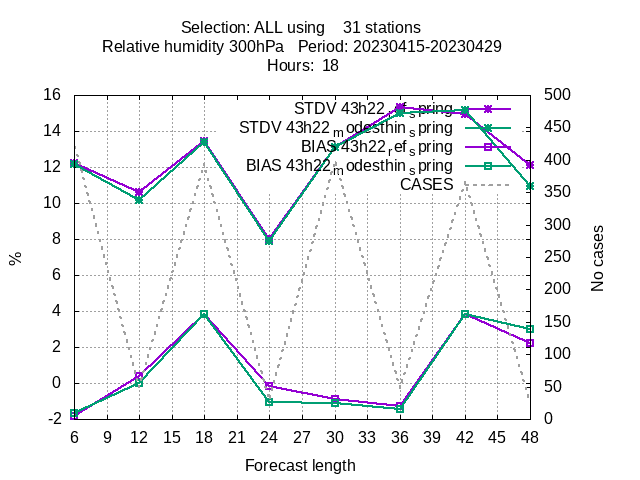 Selection: ALL using 31 stations
Relative humidity 300hPa Period: 20230415-20230429
Hours: 18
16 500
STDV 43h22_ref_spring
14 450
STDV 43h22_modesthin_spring
BIAS 43h22_ref_spring
12 400
BIAS 43h22_modesthin_spring
CASES
350
10 300
8 250
%
No cases
6 200
4 150
2 100
0 50
-2 0
6 9 12 15 18 21 24 27 30 33 36 39 42 45 48
Forecast length